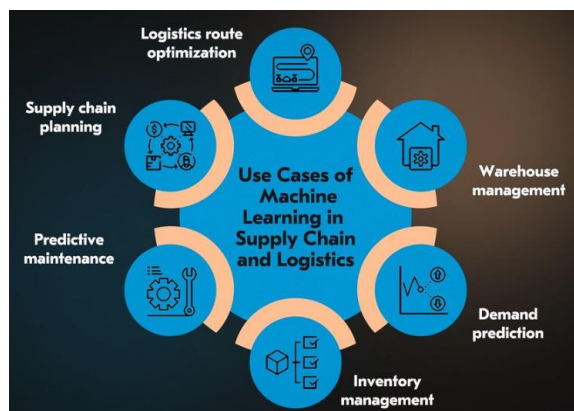 Logistics route
optimization
Supply chain
planning
Warehouse
management
Use Cases of
Machine
Learning in
Supply Chain
and Logistics
Predictive
maintenance
Demand
prediction
Inventory
management